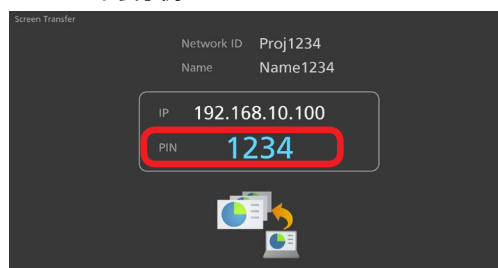 Screen Transfer
Network ID Proj1234
Name Name1234
IP 192.168.10.100
PIN 1234